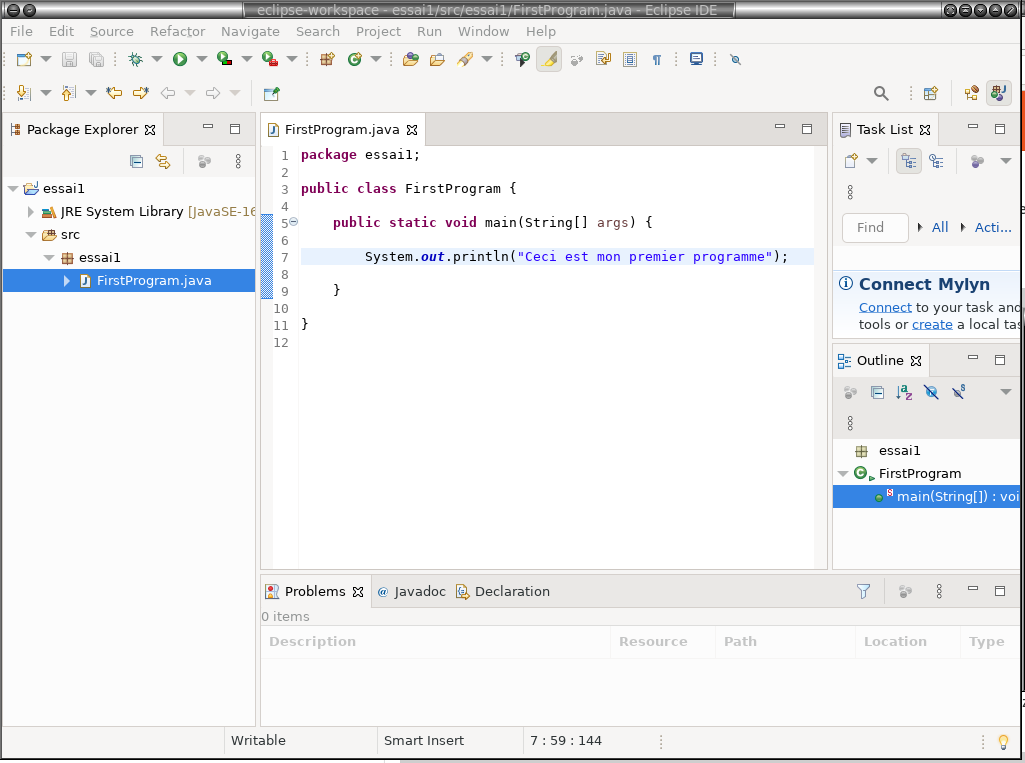 eclipse-workspace - essai1/src/essai1/FirstProgram.java - Eclipse IDE
File Edit Source Refactor Navigate Search Project Run Window Help
Package Explorer
essai1
JRE System Library [JavaSE-16
src
essai1
FirstProgram.java
FirstProgram.java
1 package essai1;
2
3 public class FirstProgram {
4
5 public static void main(String[] args) {
6
7 System.out.println("Ceci est mon premier programme");
8
9 }
10
11 }
12
Task List
Find All Acti...
Connect Mylyn
Connect to your task and
tools or create a local tas
Outline
essai1
FirstProgram
main(String[]) : voi
Problems Javadoc Declaration
0 items
Description Resource Path Location Type
Writable Smart Insert 7 : 59 : 144